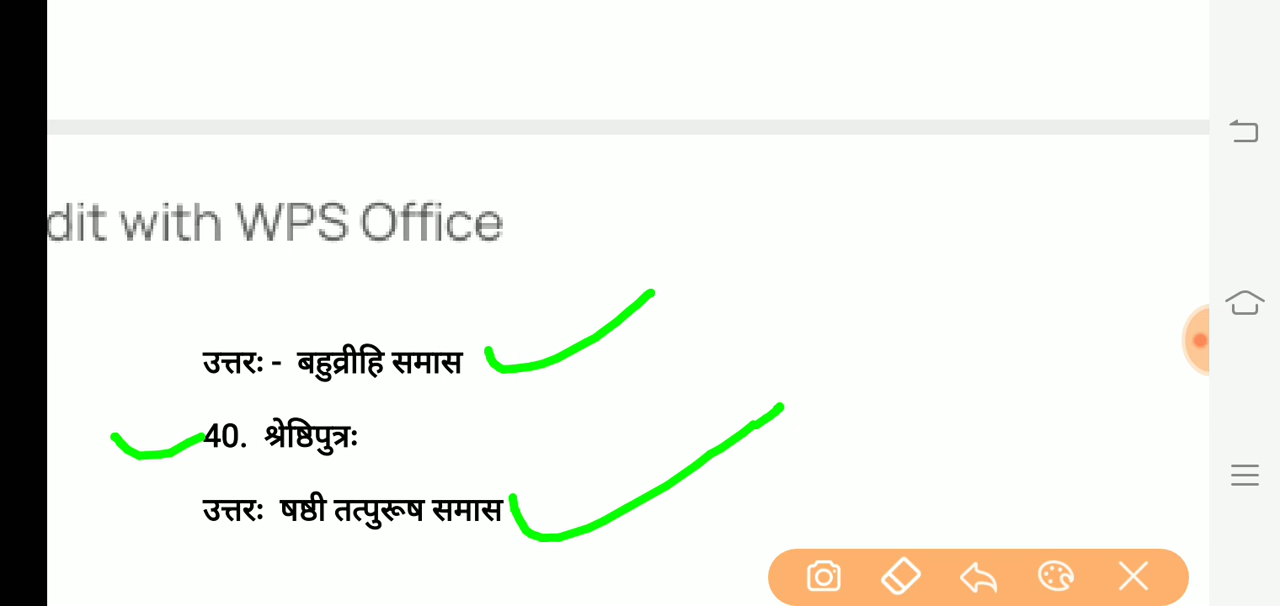 dit with WPS Office
उत्तरः - बहुव्रीहि समास
40. श्रेष्ठिपुत्रः
उत्तरः षष्ठी तत्पुरूष समास